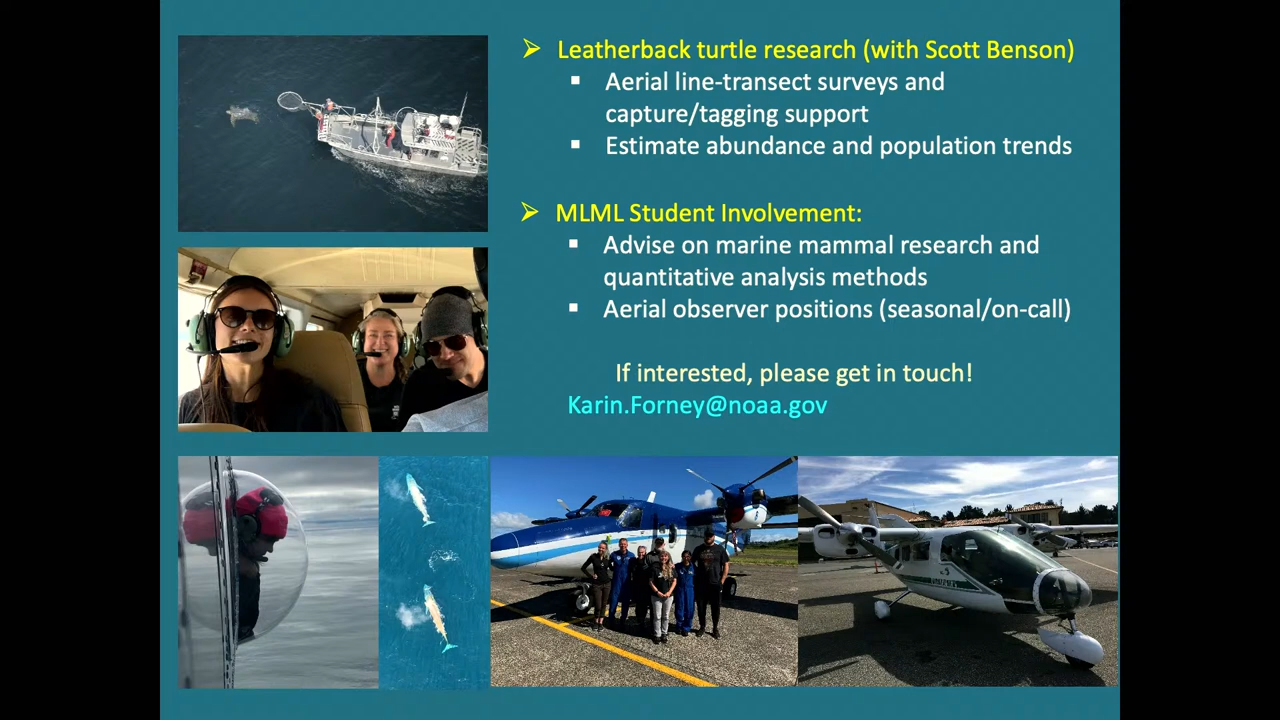 ➢ Leatherback turtle research (with Scott Benson)
▪ Aerial line-transect surveys and
capture/tagging support
▪ Estimate abundance and population trends
➢ MLML Student Involvement:
▪ Advise on marine mammal research and
quantitative analysis methods
▪ Aerial observer positions (seasonal/on-call)
If interested, please get in touch!
Karin.Forney@noaa.gov